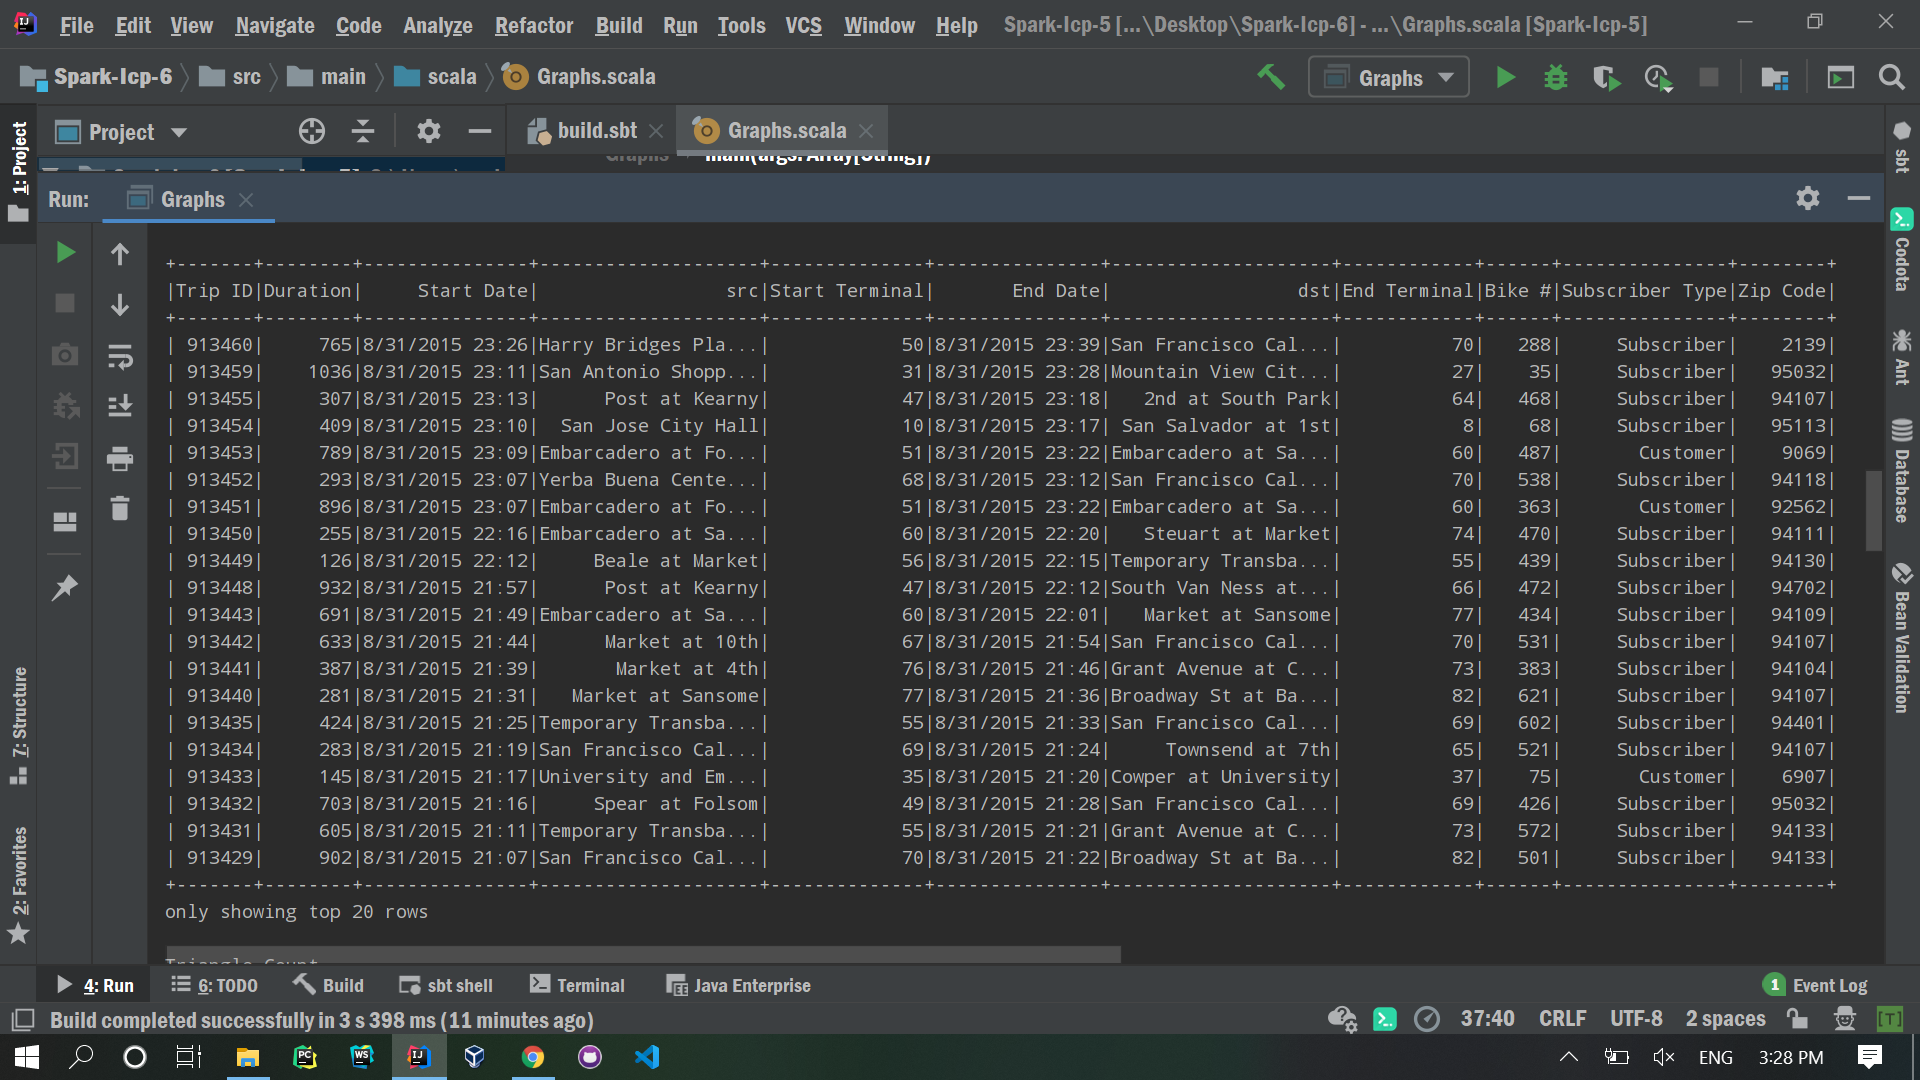 File Edit View Navigate Code Analyze Refactor Build Run Tools VCS Window Help Spark-Icp-5 [...\Desktop\Spark-Icp-6] - ...\Graphs.scala [Spark-Icp-5]
Spark-Icp-6 src main scala Graphs.scala Graphs
1: Project
Project build.sbt Graphs.scala
Graphs main(args: Array[String])
Run: Graphs
+-------+--------+---------------+--------------------+--------------+---------------+--------------------+------------+------+---------------+--------+
|Trip ID|Duration|     Start Date|                 src|Start Terminal|       End Date|                 dst|End Terminal|Bike #|Subscriber Type|Zip Code|
+-------+--------+---------------+--------------------+--------------+---------------+--------------------+------------+------+---------------+--------+
| 913460|     765|8/31/2015 23:26|Harry Bridges Pla...|            50|8/31/2015 23:39|San Francisco Cal...|          70|   288|     Subscriber|    2139|
| 913459|    1036|8/31/2015 23:11|San Antonio Shopp...|            31|8/31/2015 23:28|Mountain View Cit...|          27|    35|     Subscriber|   95032|
| 913455|     307|8/31/2015 23:13|      Post at Kearny|            47|8/31/2015 23:18|   2nd at South Park|          64|   468|     Subscriber|   94107|
| 913454|     409|8/31/2015 23:10|  San Jose City Hall|            10|8/31/2015 23:17| San Salvador at 1st|           8|    68|     Subscriber|   95113|
| 913453|     789|8/31/2015 23:09|Embarcadero at Fo...|            51|8/31/2015 23:22|Embarcadero at Sa...|          60|   487|       Customer|    9069|
| 913452|     293|8/31/2015 23:07|Yerba Buena Cente...|            68|8/31/2015 23:12|San Francisco Cal...|          70|   538|     Subscriber|   94118|
| 913451|     896|8/31/2015 23:07|Embarcadero at Fo...|            51|8/31/2015 23:22|Embarcadero at Sa...|          60|   363|       Customer|   92562|
| 913450|     255|8/31/2015 22:16|Embarcadero at Sa...|            60|8/31/2015 22:20|   Steuart at Market|          74|   470|     Subscriber|   94111|
| 913449|     126|8/31/2015 22:12|     Beale at Market|            56|8/31/2015 22:15|Temporary Transba...|          55|   439|     Subscriber|   94130|
| 913448|     932|8/31/2015 21:57|      Post at Kearny|            47|8/31/2015 22:12|South Van Ness at...|          66|   472|     Subscriber|   94702|
| 913443|     691|8/31/2015 21:49|Embarcadero at Sa...|            60|8/31/2015 22:01|   Market at Sansome|          77|   434|     Subscriber|   94109|
| 913442|     633|8/31/2015 21:44|      Market at 10th|            67|8/31/2015 21:54|San Francisco Cal...|          70|   531|     Subscriber|   94107|
| 913441|     387|8/31/2015 21:39|       Market at 4th|            76|8/31/2015 21:46|Grant Avenue at C...|          73|   383|     Subscriber|   94104|
| 913440|     281|8/31/2015 21:31|   Market at Sansome|            77|8/31/2015 21:36|Broadway St at Ba...|          82|   621|     Subscriber|   94107|
| 913435|     424|8/31/2015 21:25|Temporary Transba...|            55|8/31/2015 21:33|San Francisco Cal...|          69|   602|     Subscriber|   94401|
| 913434|     283|8/31/2015 21:19|San Francisco Cal...|            69|8/31/2015 21:24|     Townsend at 7th|          65|   521|     Subscriber|   94107|
| 913433|     145|8/31/2015 21:17|University and Em...|            35|8/31/2015 21:20|Cowper at University|          37|    75|       Customer|    6907|
| 913432|     703|8/31/2015 21:16|     Spear at Folsom|            49|8/31/2015 21:28|San Francisco Cal...|          69|   426|     Subscriber|   95032|
| 913431|     605|8/31/2015 21:11|Temporary Transba...|            55|8/31/2015 21:21|Grant Avenue at C...|          73|   572|     Subscriber|   94133|
| 913429|     902|8/31/2015 21:07|San Francisco Cal...|            70|8/31/2015 21:22|Broadway St at Ba...|          82|   501|     Subscriber|   94133|
+-------+--------+---------------+--------------------+--------------+---------------+--------------------+------------+------+---------------+--------+
only showing top 20 rows
Triangle Count
7: Structure
2: Favorites
sbt
Codota
Ant
Database
Bean Validation
4: Run 6: TODO Build sbt shell Terminal Java Enterprise 1 Event Log
Build completed successfully in 3 s 398 ms (11 minutes ago) 37:40 CRLF UTF-8 2 spaces [T]
ENG 3:28 PM